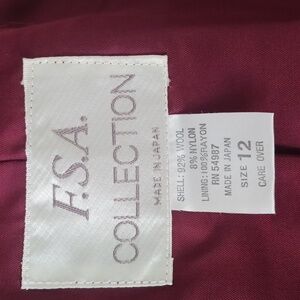 F.S.A.
COLLECTION
MADE IN JAPAN
SHELL: 92% WOOL
8% NYLON
LINING: 100% RAYON
RN 54987
MADE IN JAPAN
SIZE 12
CARE OVER